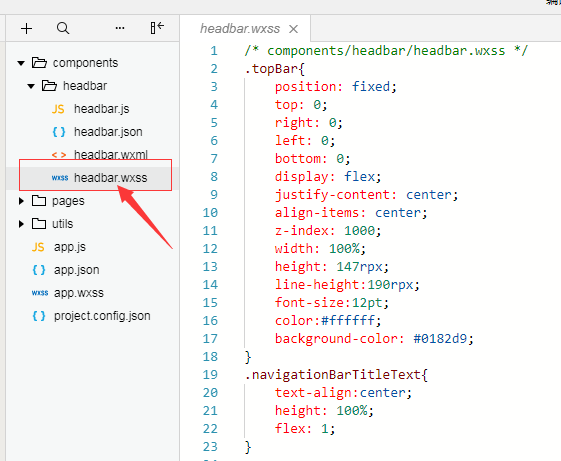 headbar.wxss
components
headbar
JS headbar.js
{ } headbar.json
< > headbar.wxml
wxss headbar.wxss
pages
utils
JS app.js
{ } app.json
wxss app.wxss
{ } project.config.json
1 /* components/headbar/headbar.wxss */
2 .topBar{
3 position: fixed;
4 top: 0;
5 right: 0;
6 left: 0;
7 bottom: 0;
8 display: flex;
9 justify-content: center;
10 align-items: center;
11 z-index: 1000;
12 width: 100%;
13 height: 147rpx;
14 line-height:190rpx;
15 font-size:12pt;
16 color:#ffffff;
17 background-color: #0182d9;
18 }
19 .navigationBarTitleText{
20 text-align:center;
21 height: 100%;
22 flex: 1;
23 }